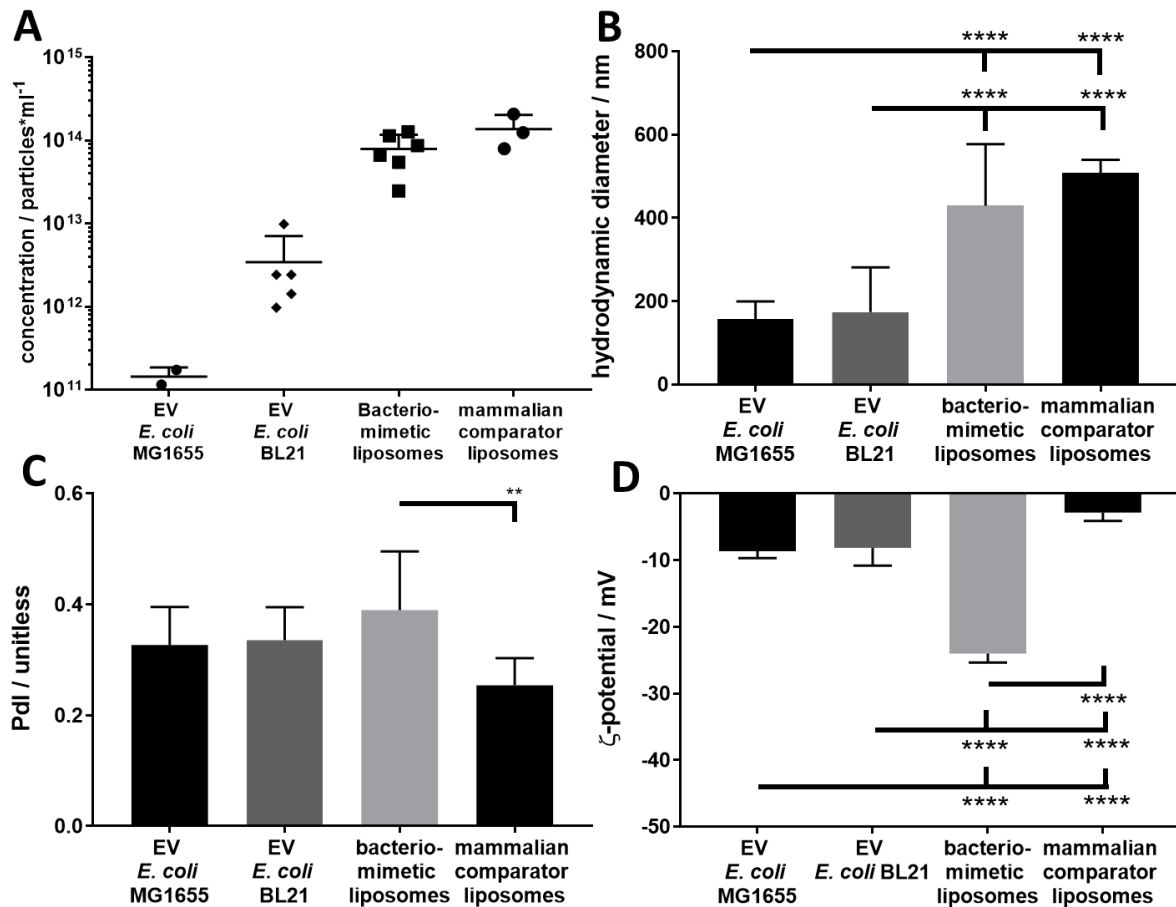 A
concentration / particles*ml-1
10^15
10^14
10^13
10^12
10^11
EV
E. coli
MG1655
EV
E. coli
BL21
Bacterio-
mimetic
liposomes
mammalian
comparator
liposomes
B
hydrodynamic diameter / nm
800
600
400
200
0
**** ****
**** ****
EV
E. coli
MG1655
EV
E. coli
BL21
bacterio-
mimetic
liposomes
mammalian
comparator
liposomes
C
PdI / unitless
0.6
0.4
0.2
0.0
**
EV
E. coli
MG1655
EV
E. coli
BL21
bacterio-
mimetic
liposomes
mammalian
comparator
liposomes
D
ζ-potential / mV
0
-10
-20
-30
-40
-50
****
**** ****
**** ****
EV
E. coli
MG1655
EV
E. coli BL21
bacterio-
mimetic
liposomes
mammalian
comparator
liposomes